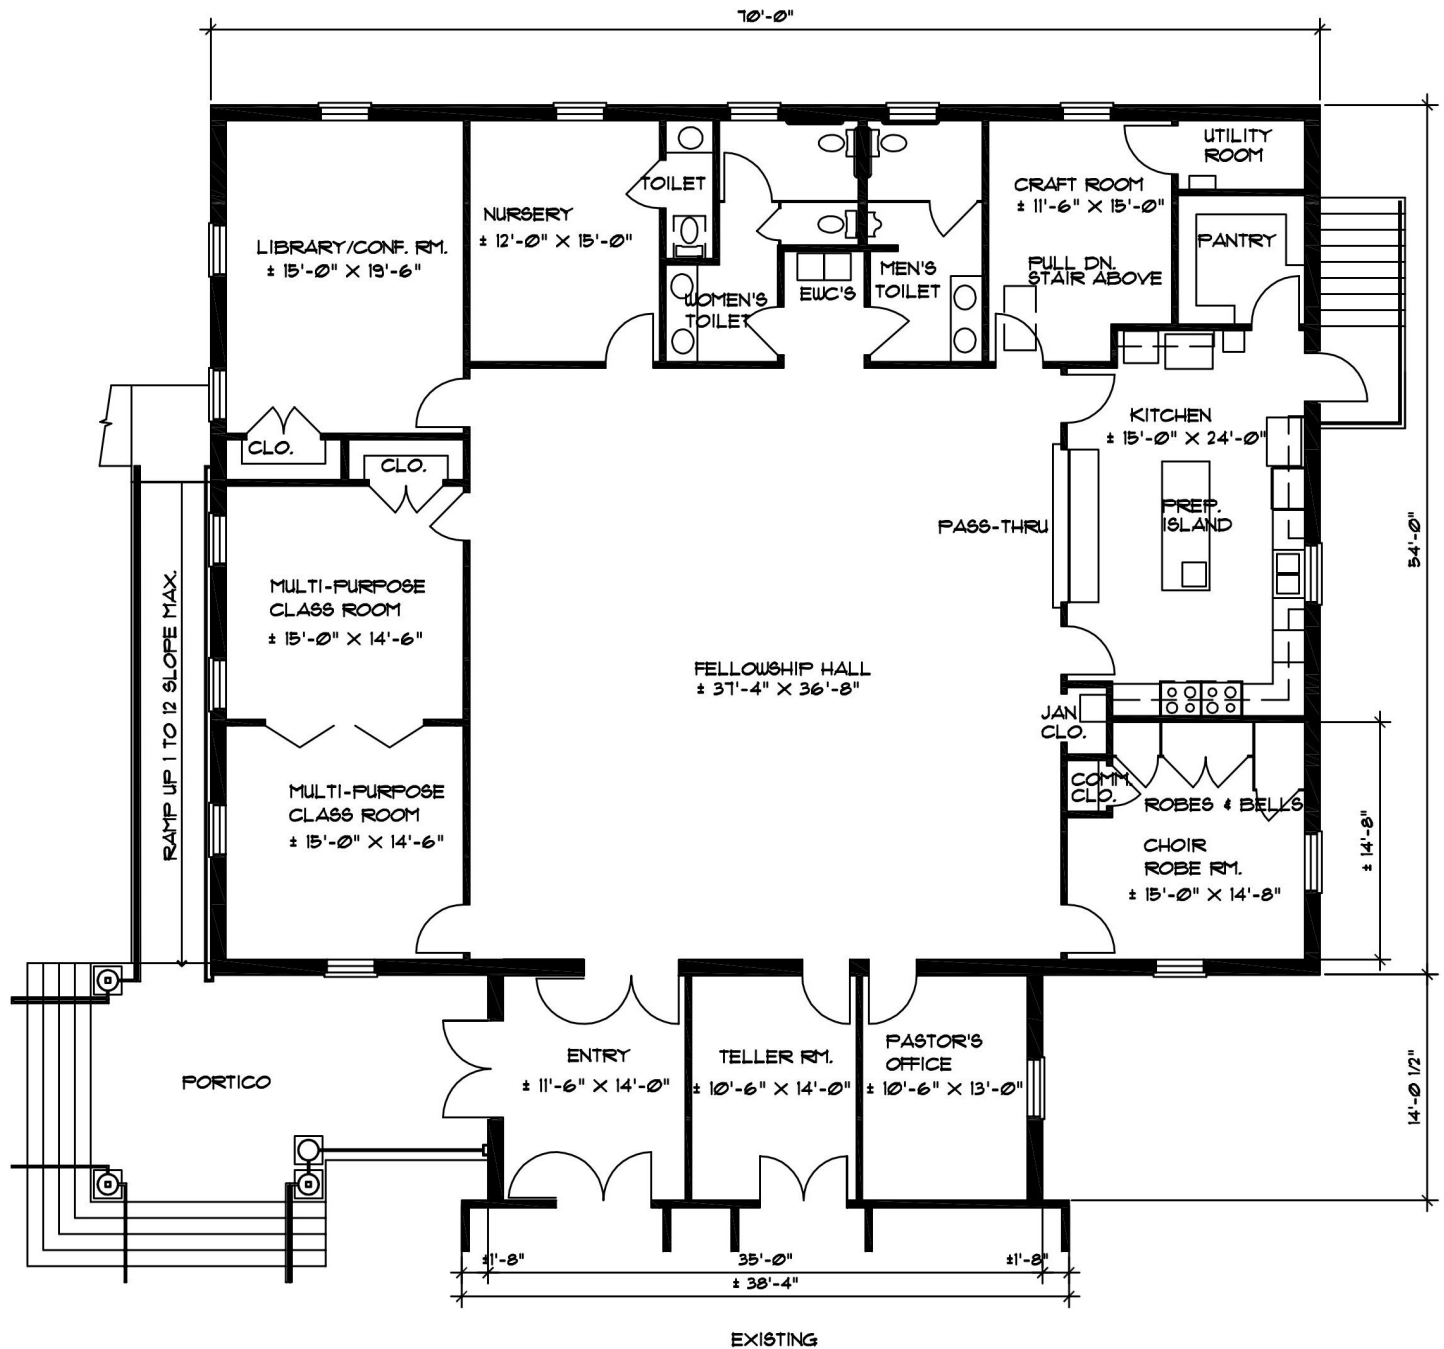 70'-0"
UTILITY
ROOM
TOILET
CRAFT ROOM
± 11'-6" X 15'-0"
NURSERY
± 12'-0" X 15'-0"
LIBRARY/CONF. RM.
± 15'-0" X 19'-6"
PANTRY
PULL DN.
STAIR ABOVE
MEN'S
TOILET
EWC'S
WOMEN'S
TOILET
KITCHEN
± 15'-0" X 24'-0"
CLO.
CLO.
PREP.
ISLAND
PASS-THRU
54'-0"
MULTI-PURPOSE
CLASS ROOM
± 15'-0" X 14'-6"
RAMP UP 1 TO 12 SLOPE MAX.
FELLOWSHIP HALL
± 37'-4" X 36'-8"
JAN
CLO.
COMM.
CLO.
ROBES & BELLS
MULTI-PURPOSE
CLASS ROOM
± 15'-0" X 14'-6"
CHOIR
ROBE RM.
± 15'-0" X 14'-8"
± 14'-8"
ENTRY
± 11'-6" X 14'-0"
TELLER RM.
± 10'-6" X 14'-0"
PASTOR'S
OFFICE
± 10'-6" X 13'-0"
PORTICO
14'-0 1/2"
±1'-8"
35'-0"
±1'-8"
± 38'-4"
EXISTING